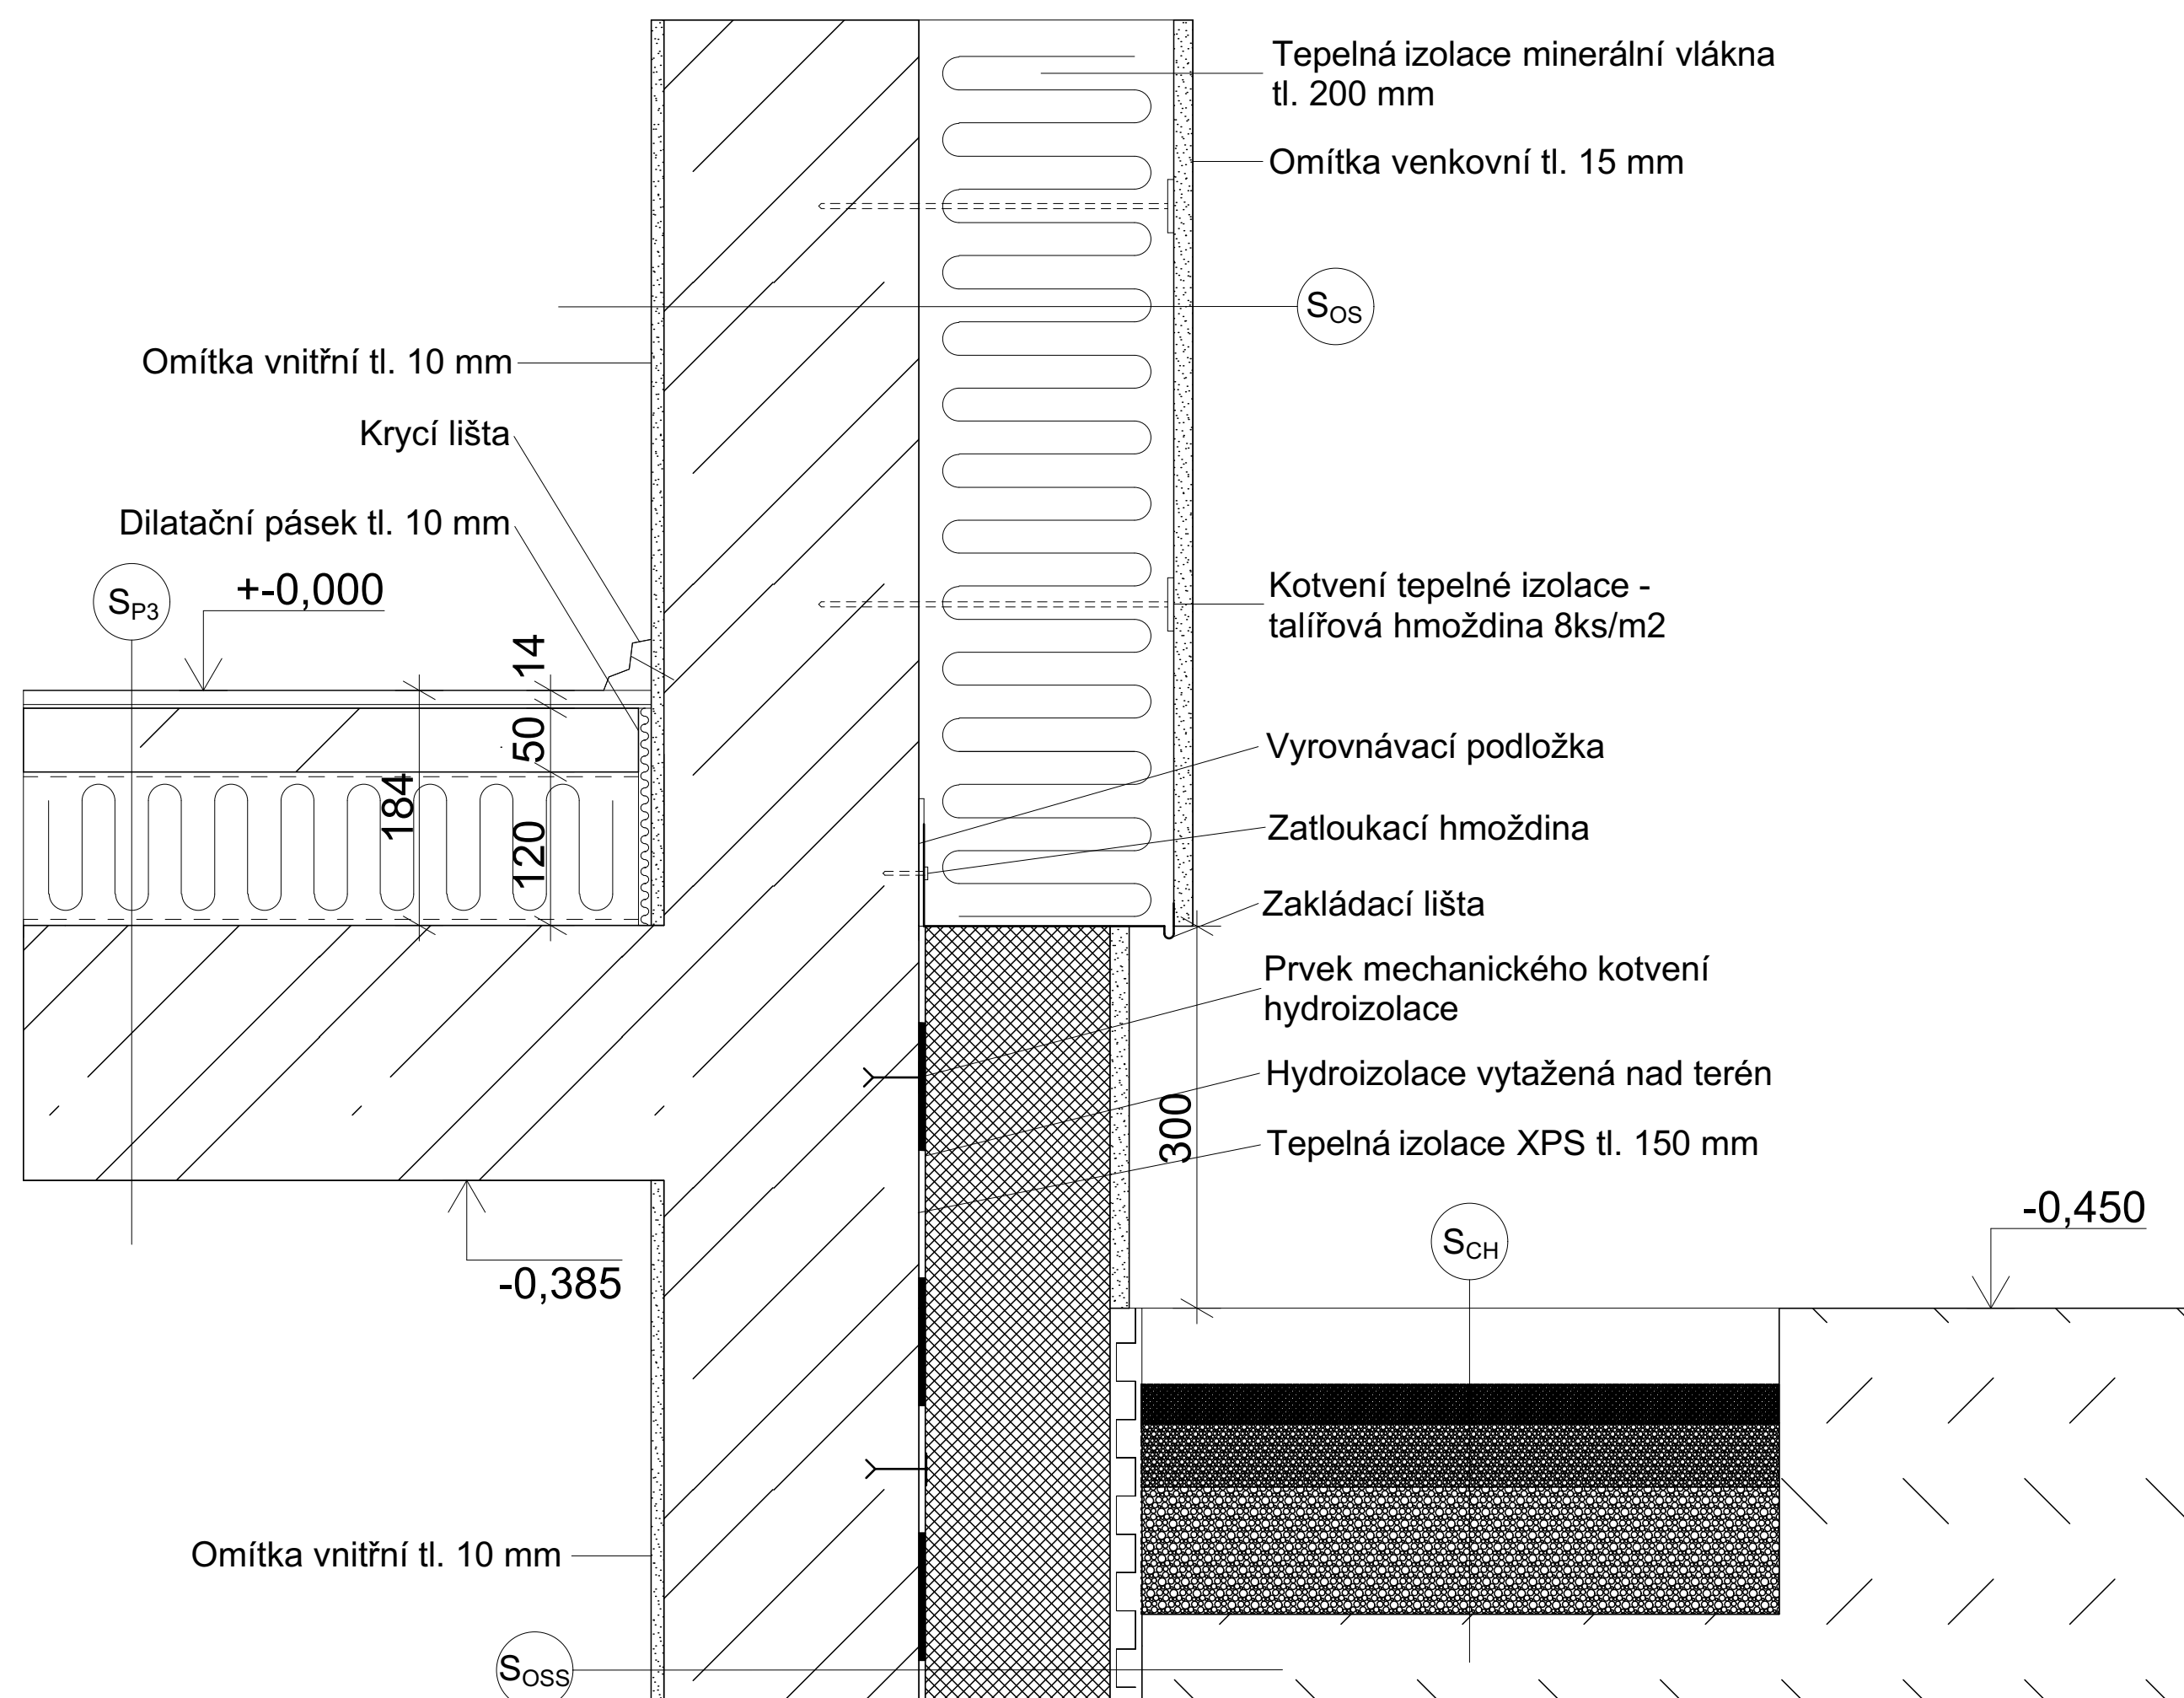 Tepelná izolace minerální vlákna
tl. 200 mm
Omítka venkovní tl. 15 mm
SOS
Omítka vnitřní tl. 10 mm
Krycí lišta
Dilatační pásek tl. 10 mm
SP3
+-0,000
Kotvení tepelné izolace -
talířová hmoždina 8ks/m2
14
50
184
120
Vyrovnávací podložka
Zatloukací hmoždina
Zakládací lišta
Prvek mechanického kotvení
hydroizolace
Hydroizolace vytažená nad terén
300
Tepelná izolace XPS tl. 150 mm
-0,450
SCH
-0,385
Omítka vnitřní tl. 10 mm
SOSS